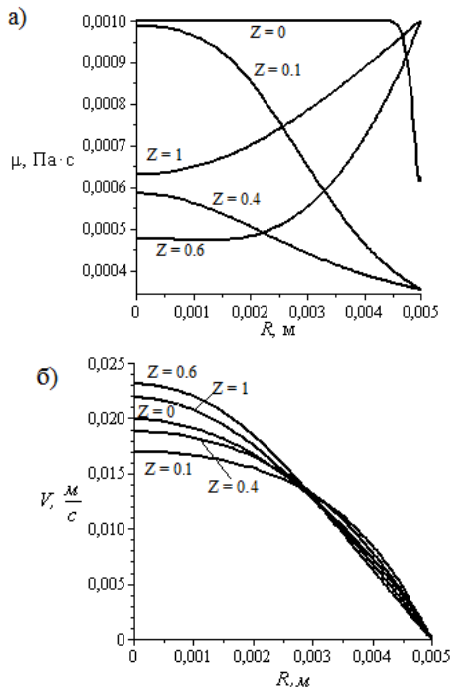 а)
0,0010
Z = 0
0,0009
Z = 0.1
0,0008
0,0007
μ, Па·с
Z = 1
0,0006
Z = 0.4
0,0005
Z = 0.6
0,0004
0 0,001 0,002 0,003 0,004 0,005
R, м
б)
0,025
Z = 0.6
Z = 1
0,020
Z = 0
0,015
Z = 0.1
Z = 0.4
V, м/с
0,010
0,005
0
0 0,001 0,002 0,003 0,004 0,005
R, м